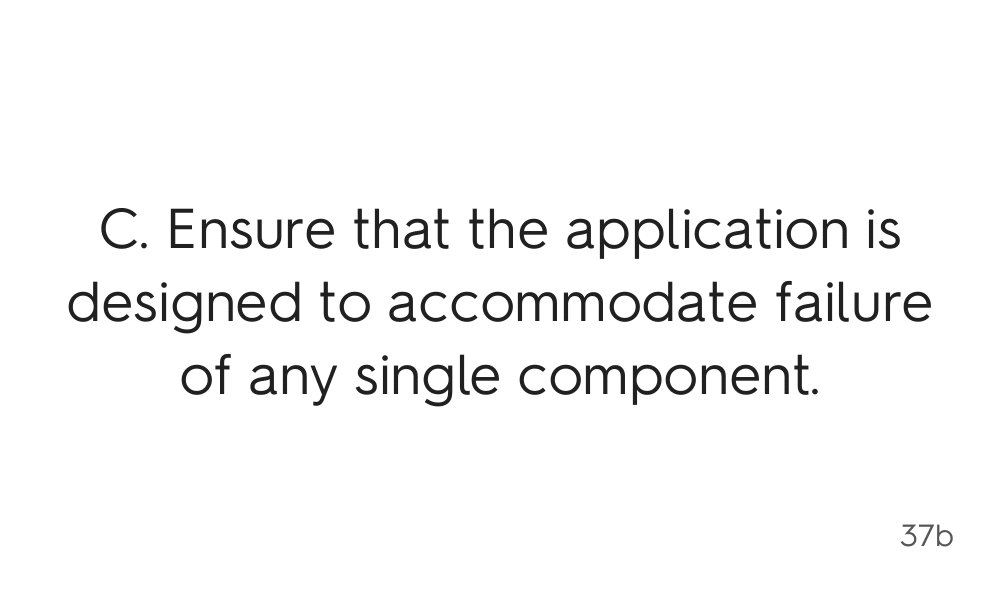 C. Ensure that the application is
designed to accommodate failure
of any single component.
37b